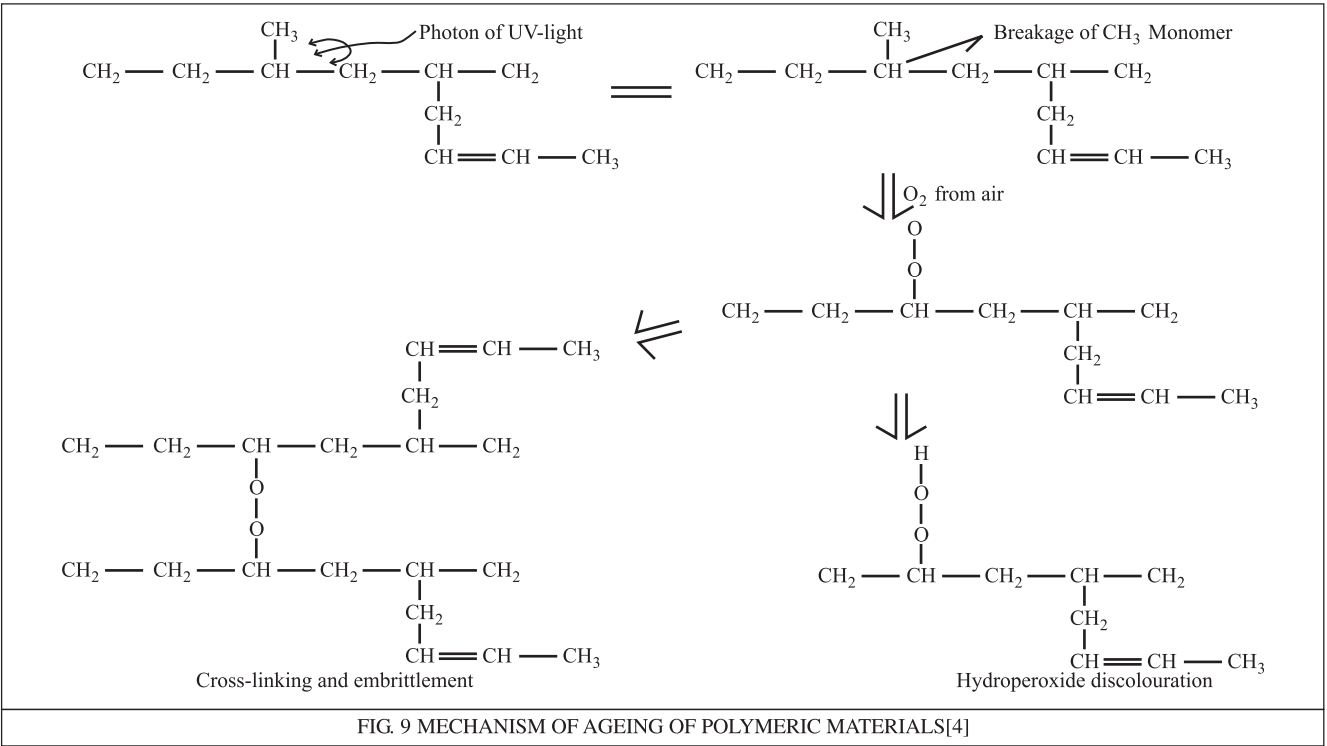 CH3 Photon of UV-light CH3 Breakage of CH3 Monomer
CH2 CH2 CH CH2 CH CH2 CH2 CH2 CH CH2 CH CH2
CH2 CH2
CH CH CH3 CH CH CH3
O2 from air
O
O
CH2 CH2 CH CH2 CH CH2
CH CH CH3 CH2
CH2 CH CH CH3
CH2 CH2 CH CH2 CH CH2 H
O O
O O
CH2 CH2 CH CH2 CH CH2 CH2 CH CH2 CH CH2
CH2 CH2
CH CH CH3 CH CH CH3
Cross-linking and embrittlement Hydroperoxide discolouration
FIG. 9 MECHANISM OF AGEING OF POLYMERIC MATERIALS[4]